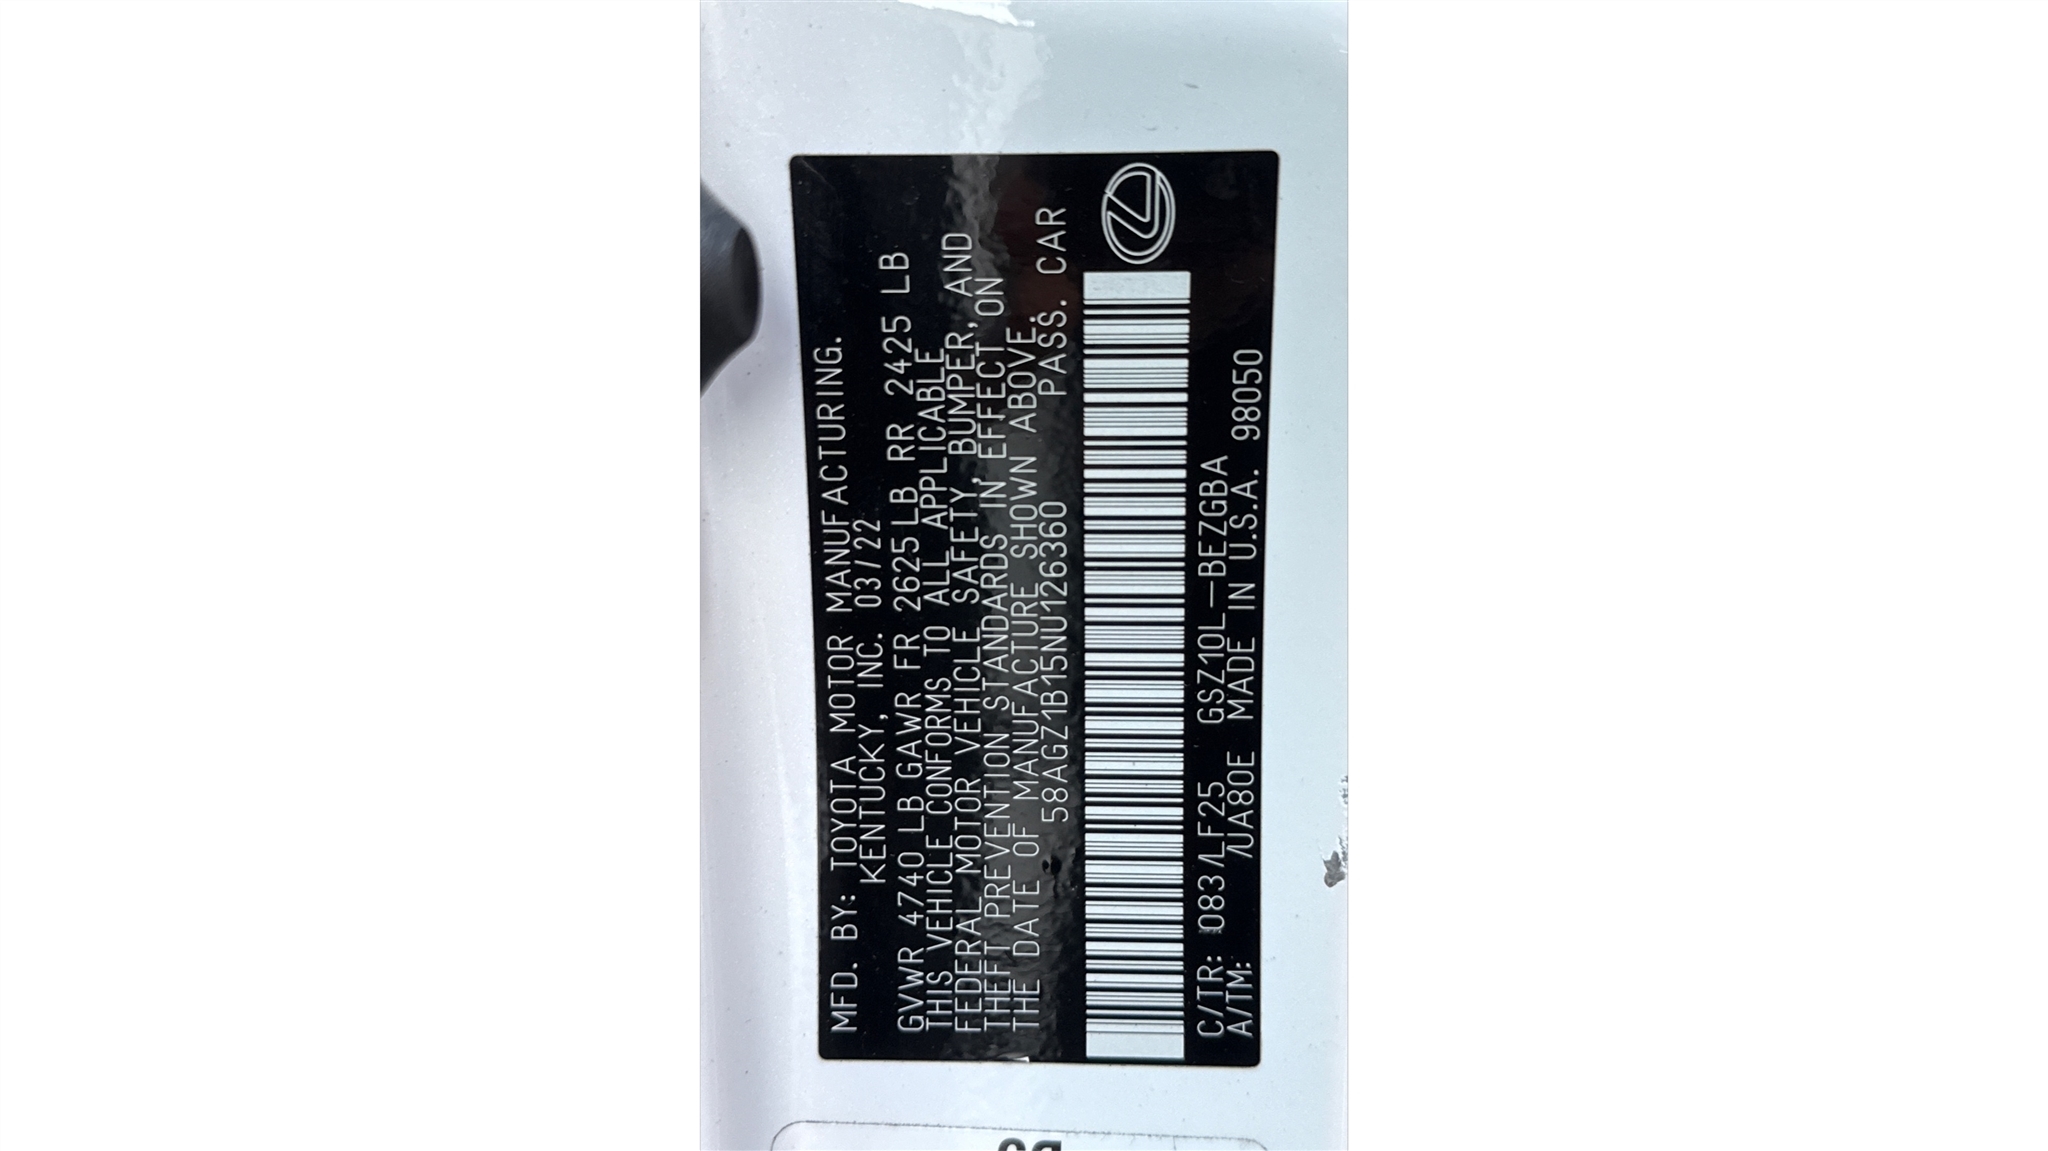 MFD. BY: TOYOTA MOTOR MANUFACTURING.
KENTUCKY, INC. 03/22
GVWR 4740 LB GAWR FR 2625LB RR 2425 LB
THIS VEHICLE CONFORMS TO ALL APPLICABLE
FEDERAL MOTOR VEHICLE SAFETY, BUMPER, AND
THEFT PREVENTION STANDARDS IN EFFECT ON
THE DATE OF MANUFACTURE SHOWN ABOVE.
58AGZ1B15NU126360 PASS. CAR
C/TR: 083/LF25 GSZ10L-BEZGBA
A/TM: /UA80E MADE IN U.S.A. 98050